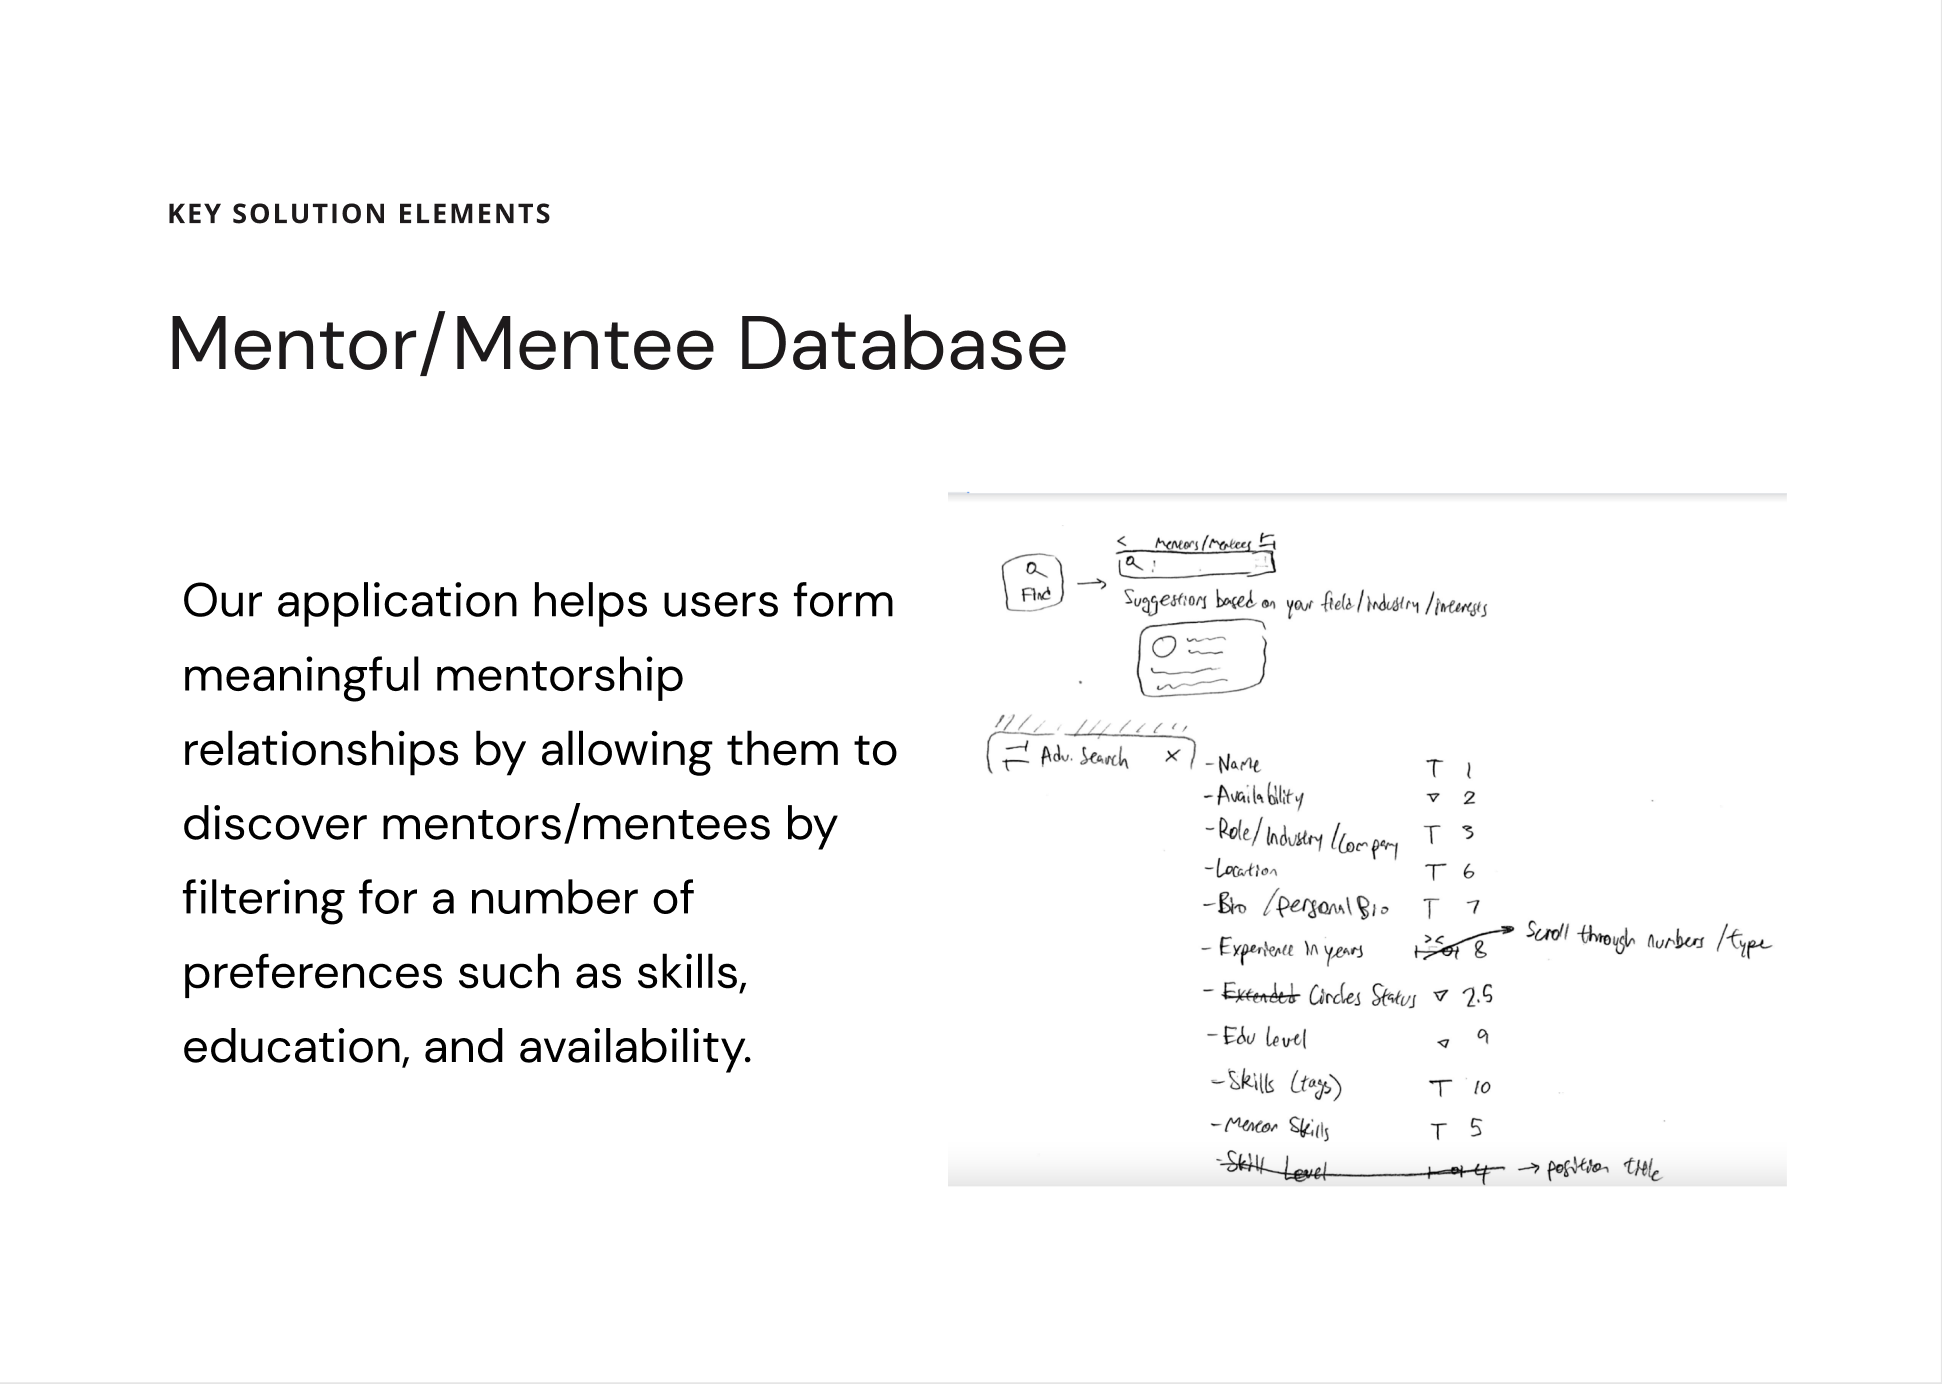 KEY SOLUTION ELEMENTS
Mentor/Mentee Database
Our application helps users form
meaningful mentorship
relationships by allowing them to
discover mentors/mentees by
filtering for a number of
preferences such as skills,
education, and availability.
< Mentors/Mentees
Find →
Suggestions based on your field/industry/interests
Adv. Search X
-Name T 1
-Availability ▽ 2
-Role/Industry/Company T 3
-Location T 6
-Bio /personal Bio T 7
- Experience in years 8 → Scroll through numbers /type
- Extended Circles Status ▽ 2.5
-Edu Level ▽ 9
-Skills (tags) T 10
-Mentor Skills T 5
-Skill Level 4 → position title